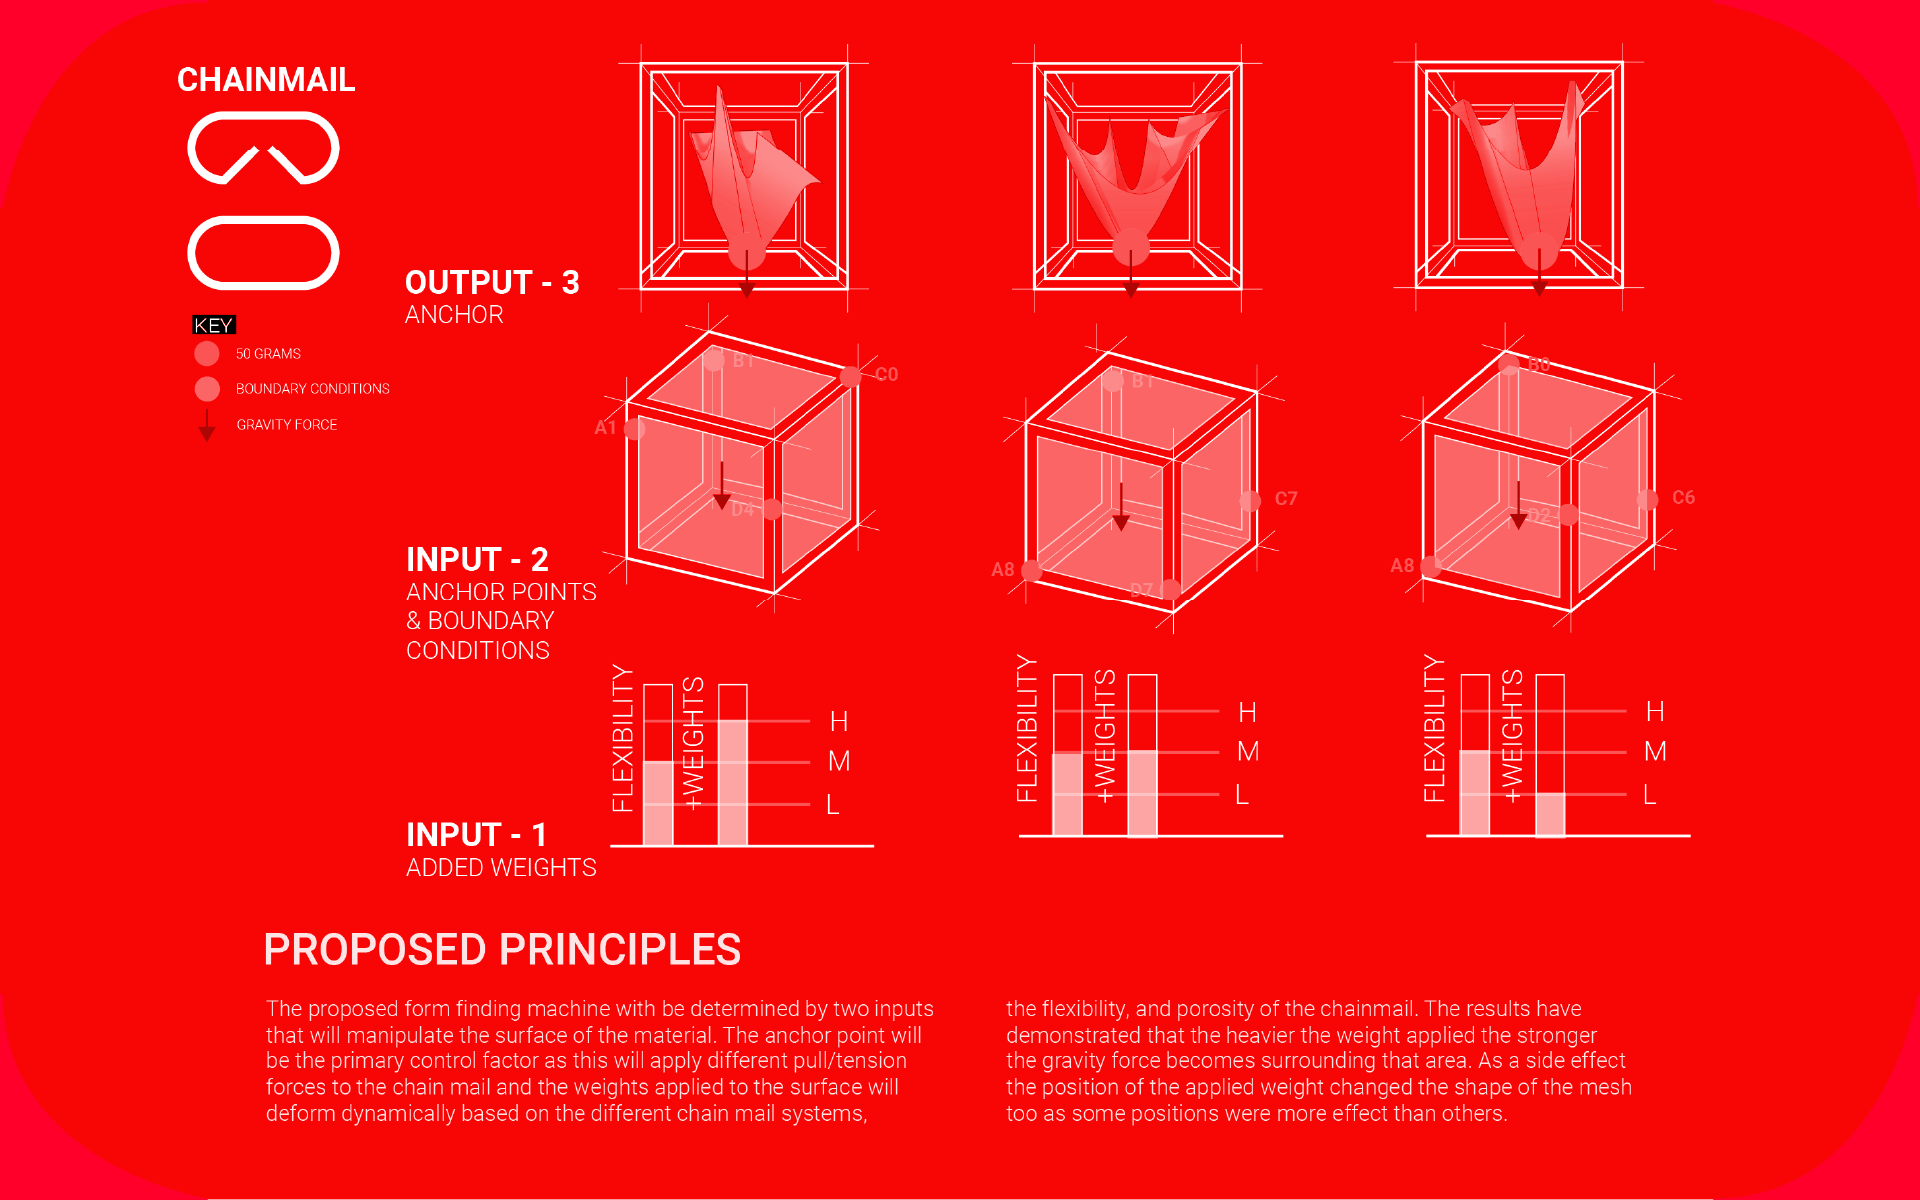 CHAINMAIL
KEY
50 GRAMS
BOUNDARY CONDITIONS
GRAVITY FORCE
OUTPUT - 3
ANCHOR
INPUT - 2
ANCHOR POINTS
& BOUNDARY
CONDITIONS
B1
C0
A1
D4
B1
C7
A8
D7
B0
C6
D2
A8
INPUT - 1
ADDED WEIGHTS
FLEXIBILITY
+WEIGHTS
H
M
L
FLEXIBILITY
+WEIGHTS
H
M
L
FLEXIBILITY
+WEIGHTS
H
M
L
PROPOSED PRINCIPLES
The proposed form finding machine with be determined by two inputs
that will manipulate the surface of the material. The anchor point will
be the primary control factor as this will apply different pull/tension
forces to the chain mail and the weights applied to the surface will
deform dynamically based on the different chain mail systems,
the flexibility, and porosity of the chainmail. The results have
demonstrated that the heavier the weight applied the stronger
the gravity force becomes surrounding that area. As a side effect
the position of the applied weight changed the shape of the mesh
too as some positions were more effect than others.